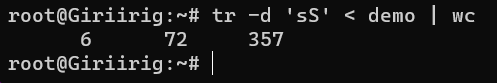 root@Giriirig:~# tr -d 'sS' < demo | wc
      6      72     357
root@Giriirig:~#